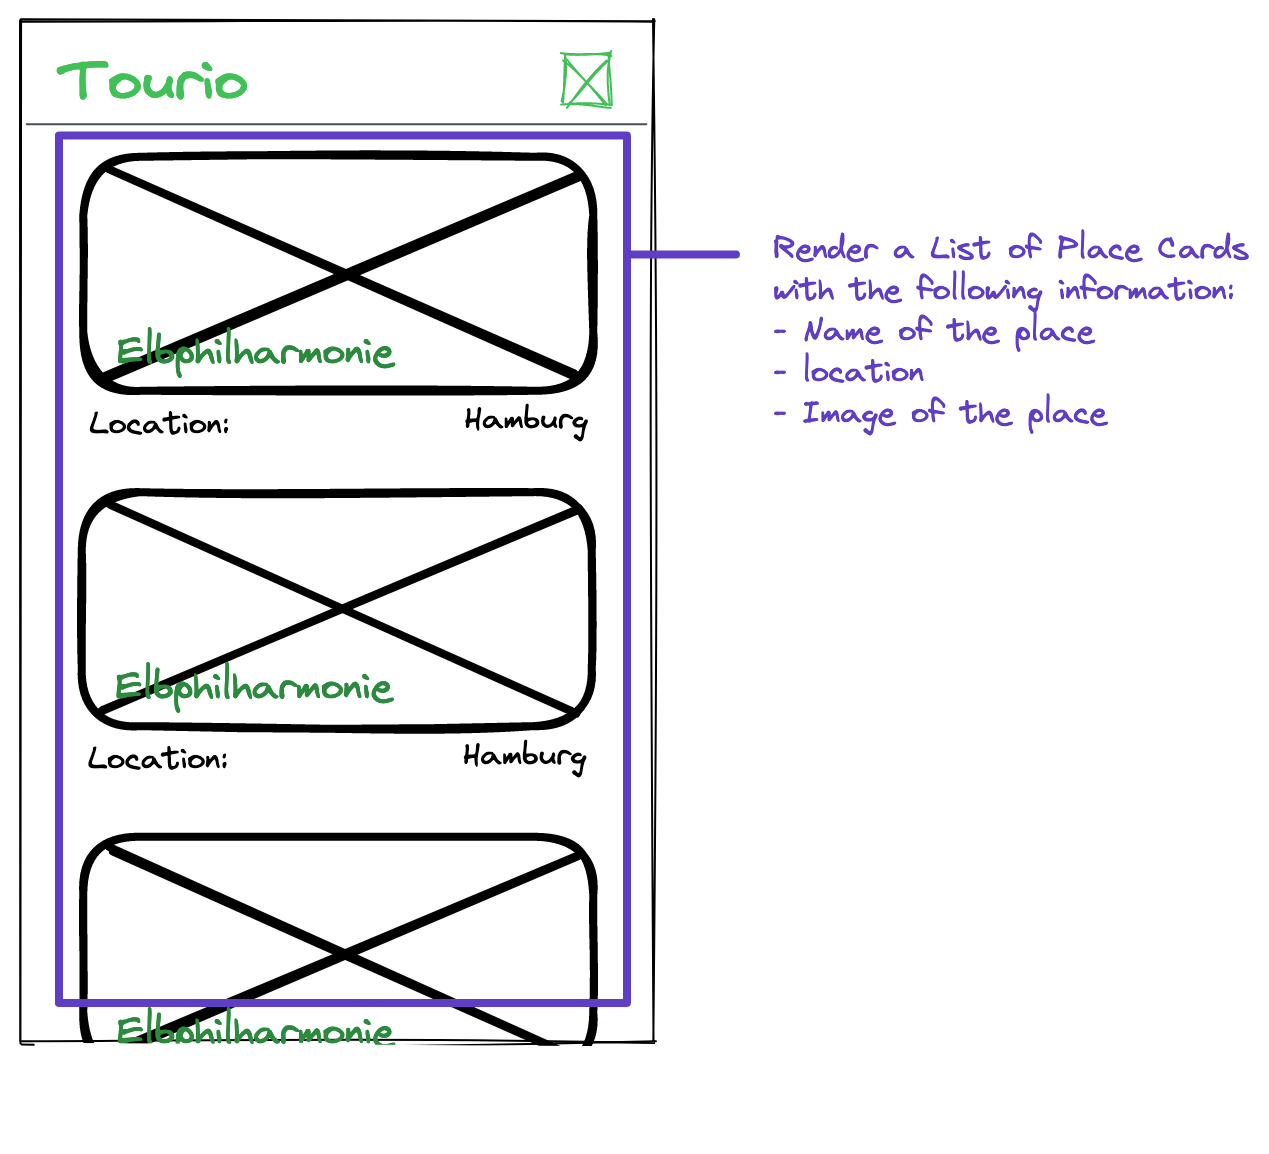 Tourio
Elbphilharmonie
Location: Hamburg
Elbphilharmonie
Location: Hamburg
Elbphilharmonie
Render a List of Place Cards
with the following information:
- Name of the place
- location
- Image of the place